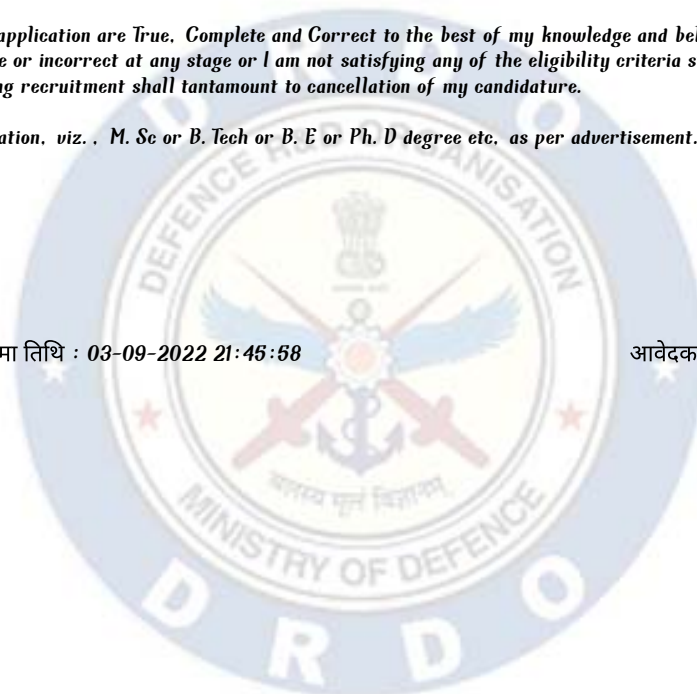 application are True, Complete and Correct to the best of my knowledge and bel
e or incorrect at any stage or I am not satisfying any of the eligibility criteria s
ng recruitment shall tantamount to cancellation of my candidature.
ation, viz. , M. Sc or B. Tech or B. E or Ph. D degree etc, as per advertisement.
मा तिथि : 03-09-2022 21:45:58 आवेदक
DRDO
DEFENCE R&D ORGANISATION
बलस्य मूलं विज्ञानम्
MINISTRY OF DEFENCE
DRDO